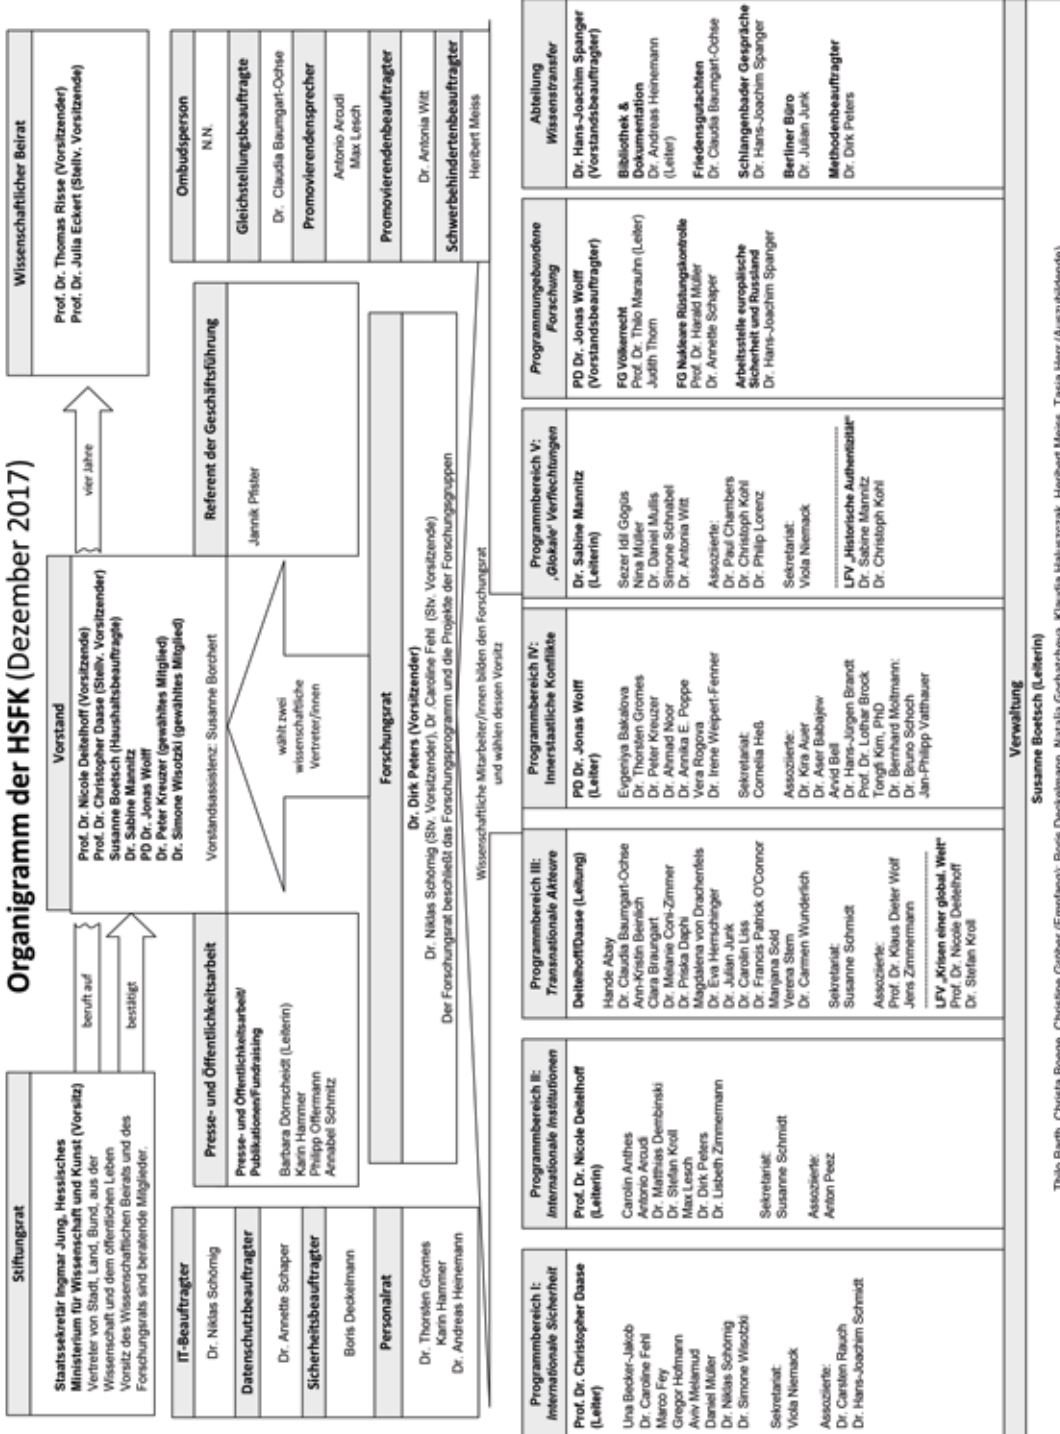 Organigramm der HSFK (Dezember 2017)
Stiftungsrat
Staatssekretär Ingmar Jung, Hessisches
Ministerium für Wissenschaft und Kunst (Vorsitz)
Vertreter von Stadt, Land, Bund, aus der
Wissenschaft und dem öffentlichen Leben
Vorsitz des Wissenschaftlichen Beirats und des
Forschungsrats sind beratende Mitglieder.
beruft auf
bestätigt
Vorstand
Prof. Dr. Nicole Deitelhoff (Vorsitzende)
Prof. Dr. Christopher Daase (Stellv. Vorsitzender)
Susanne Boetsch (Haushaltsbeauftragte)
Dr. Sabine Mannitz
PD Dr. Jonas Wolff
Dr. Peter Kreuzer (gewähltes Mitglied)
Dr. Simone Wisotzki (gewähltes Mitglied)
Vorstandsassistenz: Susanne Borchert
vier Jahre
Wissenschaftlicher Beirat
Prof. Dr. Thomas Risse (Vorsitzender)
Prof. Dr. Julia Eckert (Stellv. Vorsitzende)
IT-Beauftragter
Dr. Niklas Schörnig
Datenschutzbeauftragter
Dr. Annette Schaper
Sicherheitsbeauftragter
Boris Deckelmann
Personalrat
Dr. Thorsten Gromes
Karin Hammer
Dr. Andreas Heinemann
Presse- und Öffentlichkeitsarbeit
Presse- und Öffentlichkeitsarbeit/
Publikationen/Fundraising
Barbara Dörrscheidt (Leiterin)
Karin Hammer
Philipp Offermann
Annabel Schmitz
wählt zwei
wissenschaftliche
Vertreter/innen
Referent der Geschäftsführung
Jannik Pfister
Ombudsperson
N.N.
Gleichstellungsbeauftragte
Dr. Claudia Baumgart-Ochse
Promovierendensprecher
Antonio Arcudi
Max Lesch
Promovierendenbeauftragter
Dr. Antonia Witt
Schwerbehindertenbeauftragter
Heribert Meiss
Forschungsrat
Dr. Dirk Peters (Vorsitzender)
Dr. Niklas Schörnig (Stv. Vorsitzender), Dr .Caroline Fehl (Stv. Vorsitzende)
Der Forschungsrat beschließt das Forschungsprogramm und die Projekte der Forschungsgruppen
Wissenschaftliche Mitarbeiter/innen bilden den Forschungsrat
und wählen dessen Vorsitz
Programmbereich I:
Internationale Sicherheit
Prof. Dr. Christopher Daase
(Leiter)
Una Becker-Jakob
Dr. Caroline Fehl
Marco Fey
Gregor Hofmann
Aviv Melamud
Daniel Müller
Dr. Niklas Schörnig
Dr. Simone Wisotzki
Sekretariat:
Viola Niemack
Assoziierte:
Dr. Carsten Rauch
Dr. Hans-Joachim Schmidt
Programmbereich II:
Internationale Institutionen
Prof. Dr. Nicole Deitelhoff
(Leiterin)
Carolin Anthes
Antonio Arcudi
Dr. Matthias Dembinski
Dr. Stefan Kroll
Max Lesch
Dr. Dirk Peters
Dr. Lisbeth Zimmermann
Sekretariat:
Susanne Schmidt
Assoziierte:
Anton Peez
Programmbereich III:
Transnationale Akteure
Deitelhoff/Daase (Leitung)
Hande Abay
Dr. Claudia Baumgart-Ochse
Ann-Kristin Beinlich
Clara Braungart
Dr. Melanie Coni-Zimmer
Dr. Priska Daphi
Magdalena von Drachenfels
Dr. Eva Herrschinger
Dr. Julian Junk
Dr. Carolin Liss
Dr. Francis Patrick O'Connor
Manjana Sold
Verena Stern
Dr. Carmen Wunderlich
Sekretariat:
Susanne Schmidt
Assoziierte:
Prof. Dr. Klaus Dieter Wolf
Jens Zimmermann
LFV „Krisen einer global. Welt"
Prof. Dr. Nicole Deitelhoff
Dr. Stefan Kroll
Programmbereich IV:
Innerstaatliche Konflikte
PD Dr. Jonas Wolff
(Leiter)
Evgeniya Bakalova
Dr. Thorsten Gromes
Dr. Peter Kreuzer
Dr. Ahmad Noor
Dr. Annika E. Poppe
Vera Rogova
Dr. Irene Weipert-Fenner
Sekretariat:
Cornelia Heß
Assoziierte:
Dr. Kira Auer
Dr. Aser Babajew
Arvid Bell
Dr. Hans-Jürgen Brandt
Prof. Dr. Lothar Brock
Tongfi Kim, PhD
Dr. Bernhard Moltmann:
Dr. Bruno Schoch
Jan-Philipp Vatthauer
Programmbereich V:
‚Glokale' Verflechtungen
Dr. Sabine Mannitz
(Leiterin)
Sezer Idil Gögüs
Nina Müller
Dr. Daniel Mullis
Simone Schnabel
Dr. Antonia Witt
Assoziierte:
Dr. Paul Chambers
Dr. Christoph Kohl
Dr. Philip Lorenz
Sekretariat:
Viola Niemack
LFV „Historische Authentizität"
Dr. Sabine Mannitz
Dr. Christoph Kohl
Programmungebundene
Forschung
PD Dr. Jonas Wolff
(Vorstandsbeauftragter)
FG Völkerrecht
Prof. Dr. Thilo Marauhn (Leiter)
Judith Thorn
FG Nukleare Rüstungskontrolle
Prof. Dr. Harald Müller
Dr. Annette Schaper
Arbeitsstelle europäische
Sicherheit und Russland
Dr. Hans-Joachim Spanger
Abteilung
Wissenstransfer
Dr. Hans-Joachim Spanger
(Vorstandsbeauftragter)
Bibliothek &
Dokumentation
Dr. Andreas Heinemann
(Leiter)
Friedensgutachten
Dr. Claudia Baumgart-Ochse
Schlangenbader Gespräche
Dr. Hans-Joachim Spanger
Berliner Büro
Dr. Julian Junk
Methodenbeauftragter
Dr. Dirk Peters
Verwaltung
Susanne Boetsch (Leiterin)